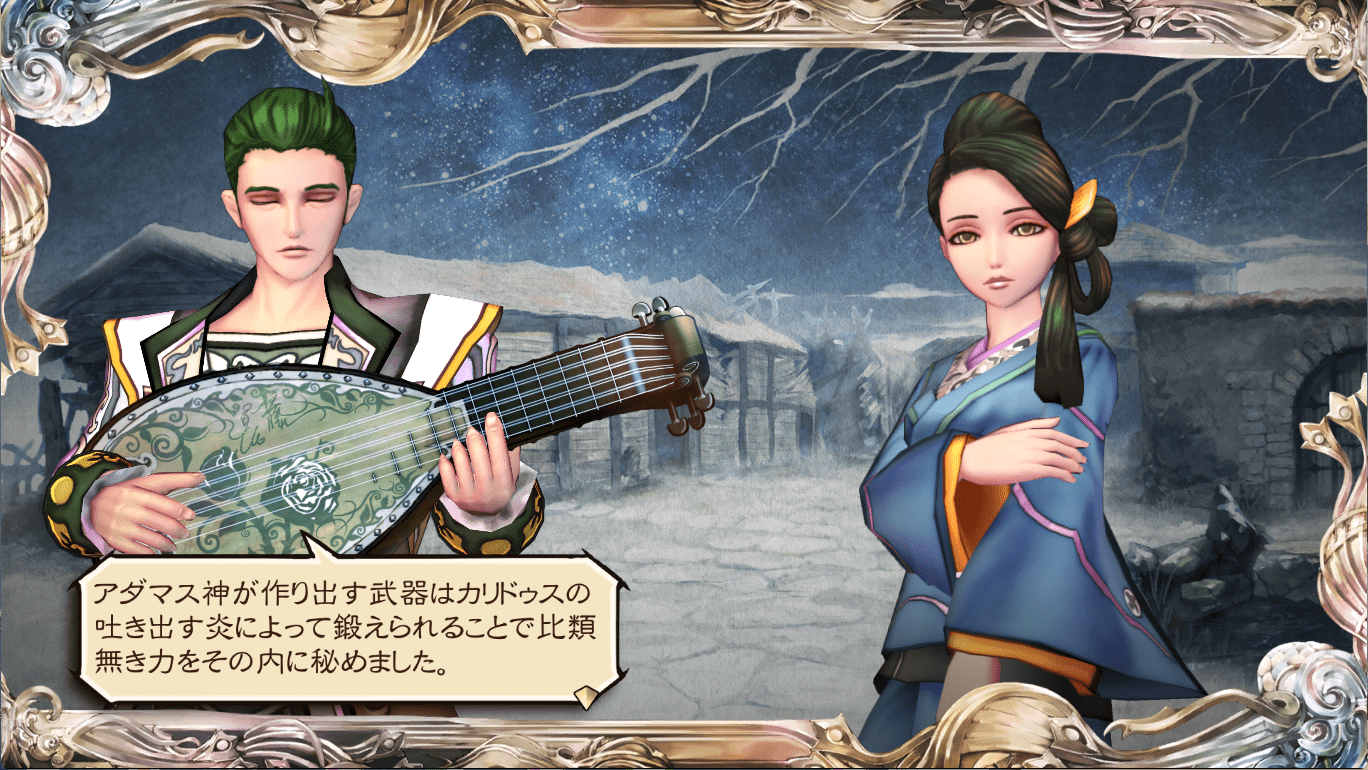 アダマス神が作り出す武器はカリドゥスの
吐き出す炎によって鍛えられることで比類
無き力をその内に秘めました。